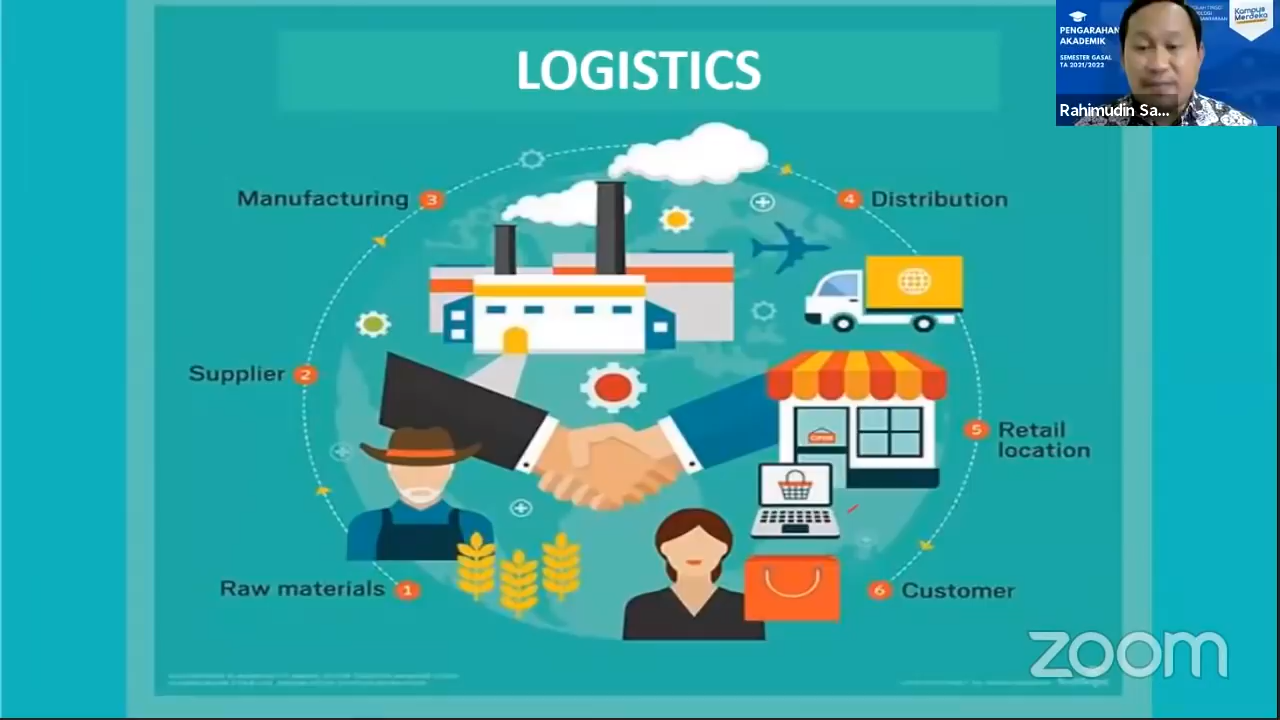 LOGISTICS
PENGARAHAN
AKADEMIK
SEMESTER GASAL
TA 2021/2022
Kampus
Merdeka
Rahimudin Sa...
Manufacturing 3
4 Distribution
Supplier 2
5 Retail
location
OPEN
Raw materials 1
6 Customer
zoom